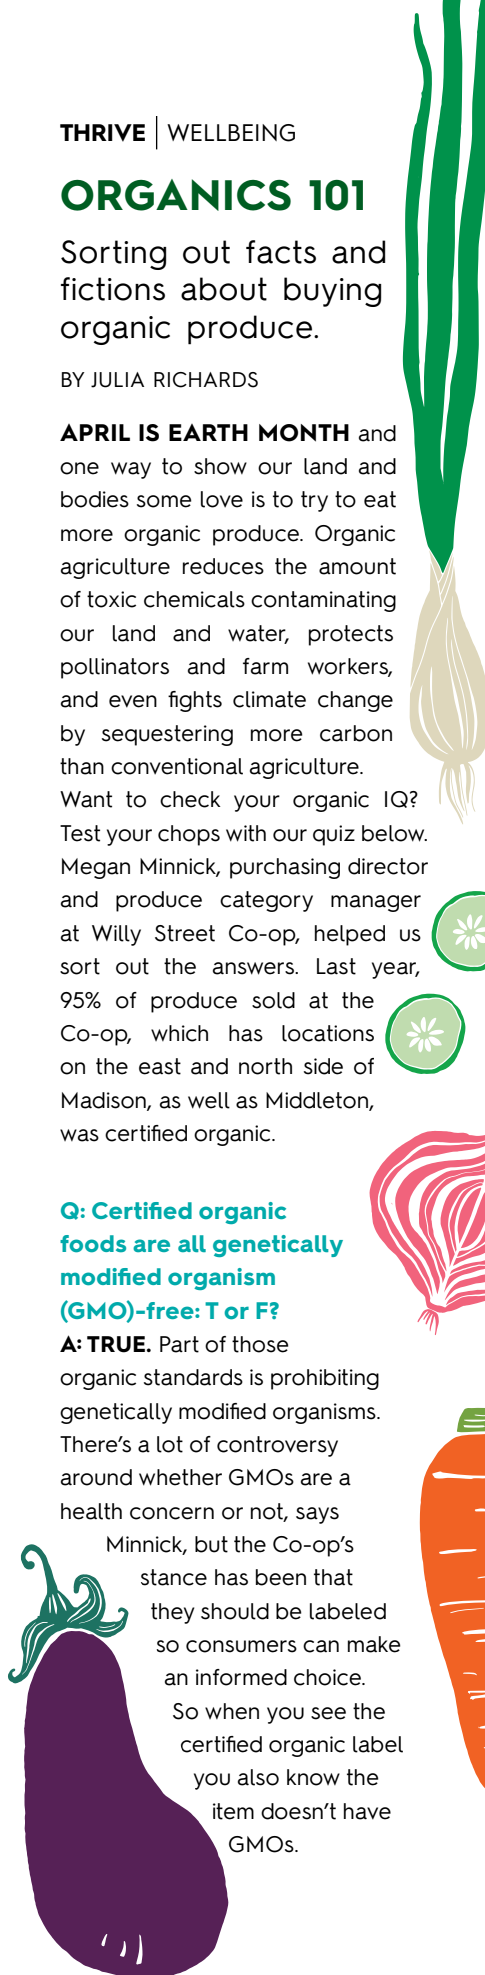 THRIVE | WELLBEING
ORGANICS 101
Sorting out facts and
fictions about buying
organic produce.
BY JULIA RICHARDS
APRIL IS EARTH MONTH and
one way to show our land and
bodies some love is to try to eat
more organic produce. Organic
agriculture reduces the amount
of toxic chemicals contaminating
our land and water, protects
pollinators and farm workers,
and even fights climate change
by sequestering more carbon
than conventional agriculture.
Want to check your organic IQ?
Test your chops with our quiz below.
Megan Minnick, purchasing director
and produce category manager
at Willy Street Co-op, helped us
sort out the answers. Last year,
95% of produce sold at the
Co-op, which has locations
on the east and north side of
Madison, as well as Middleton,
was certified organic.
Q: Certified organic
foods are all genetically
modified organism
(GMO)-free: T or F?
A: TRUE. Part of those
organic standards is prohibiting
genetically modified organisms.
There’s a lot of controversy
around whether GMOs are a
health concern or not, says
Minnick, but the Co-op’s
stance has been that
they should be labeled
so consumers can make
an informed choice.
So when you see the
certified organic label
you also know the
item doesn’t have
GMOs.